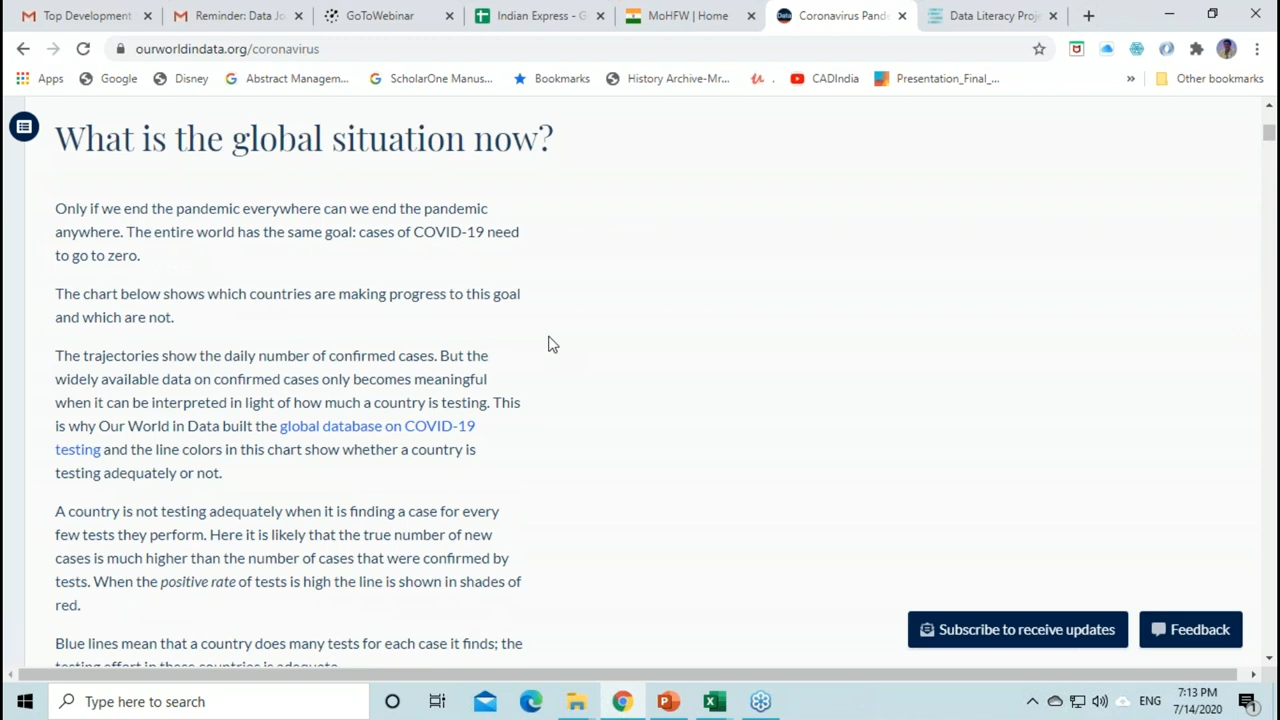 Top Development
Reminder: Data Jo
GoToWebinar
Indian Express - G
MoHFW | Home
Coronavirus Pand
Data Literacy Proj
ourworldindata.org/coronavirus
Apps
Google
Disney
Abstract Managem...
ScholarOne Manus...
Bookmarks
History Archive-Mr...
.
CADIndia
Presentation_Final_...
»
Other bookmarks
What is the global situation now?
Only if we end the pandemic everywhere can we end the pandemic
anywhere. The entire world has the same goal: cases of COVID-19 need
to go to zero.
The chart below shows which countries are making progress to this goal
and which are not.
The trajectories show the daily number of confirmed cases. But the
widely available data on confirmed cases only becomes meaningful
when it can be interpreted in light of how much a country is testing. This
is why Our World in Data built the global database on COVID-19
testing and the line colors in this chart show whether a country is
testing adequately or not.
A country is not testing adequately when it is finding a case for every
few tests they perform. Here it is likely that the true number of new
cases is much higher than the number of cases that were confirmed by
tests. When the positive rate of tests is high the line is shown in shades of
red.
Blue lines mean that a country does many tests for each case it finds; the
testing effort in these countries is adequate.
Subscribe to receive updates
Feedback
Type here to search
ENG
7:13 PM
7/14/2020
1